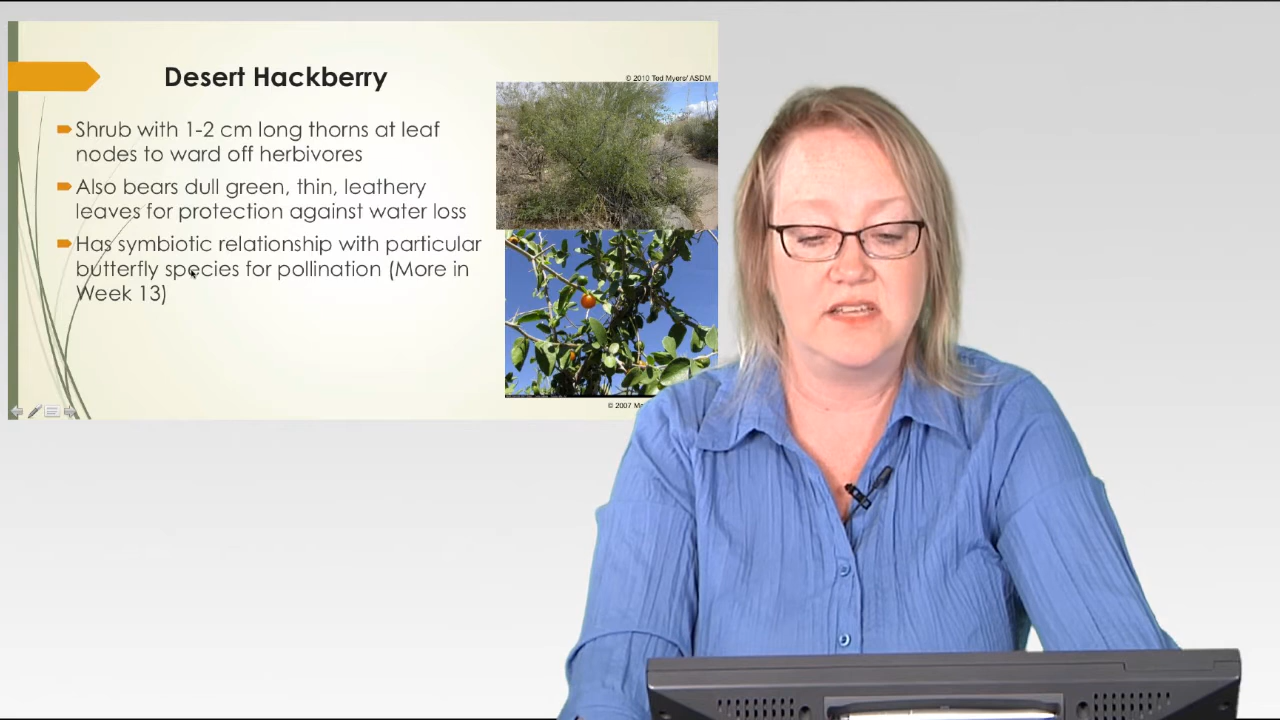 Desert Hackberry
© 2010 Ted Myers/ ASDM
Shrub with 1-2 cm long thorns at leaf
nodes to ward off herbivores
Also bears dull green, thin, leathery
leaves for protection against water loss
Has symbiotic relationship with particular
butterfly species for pollination (More in
Week 13)
© 2007